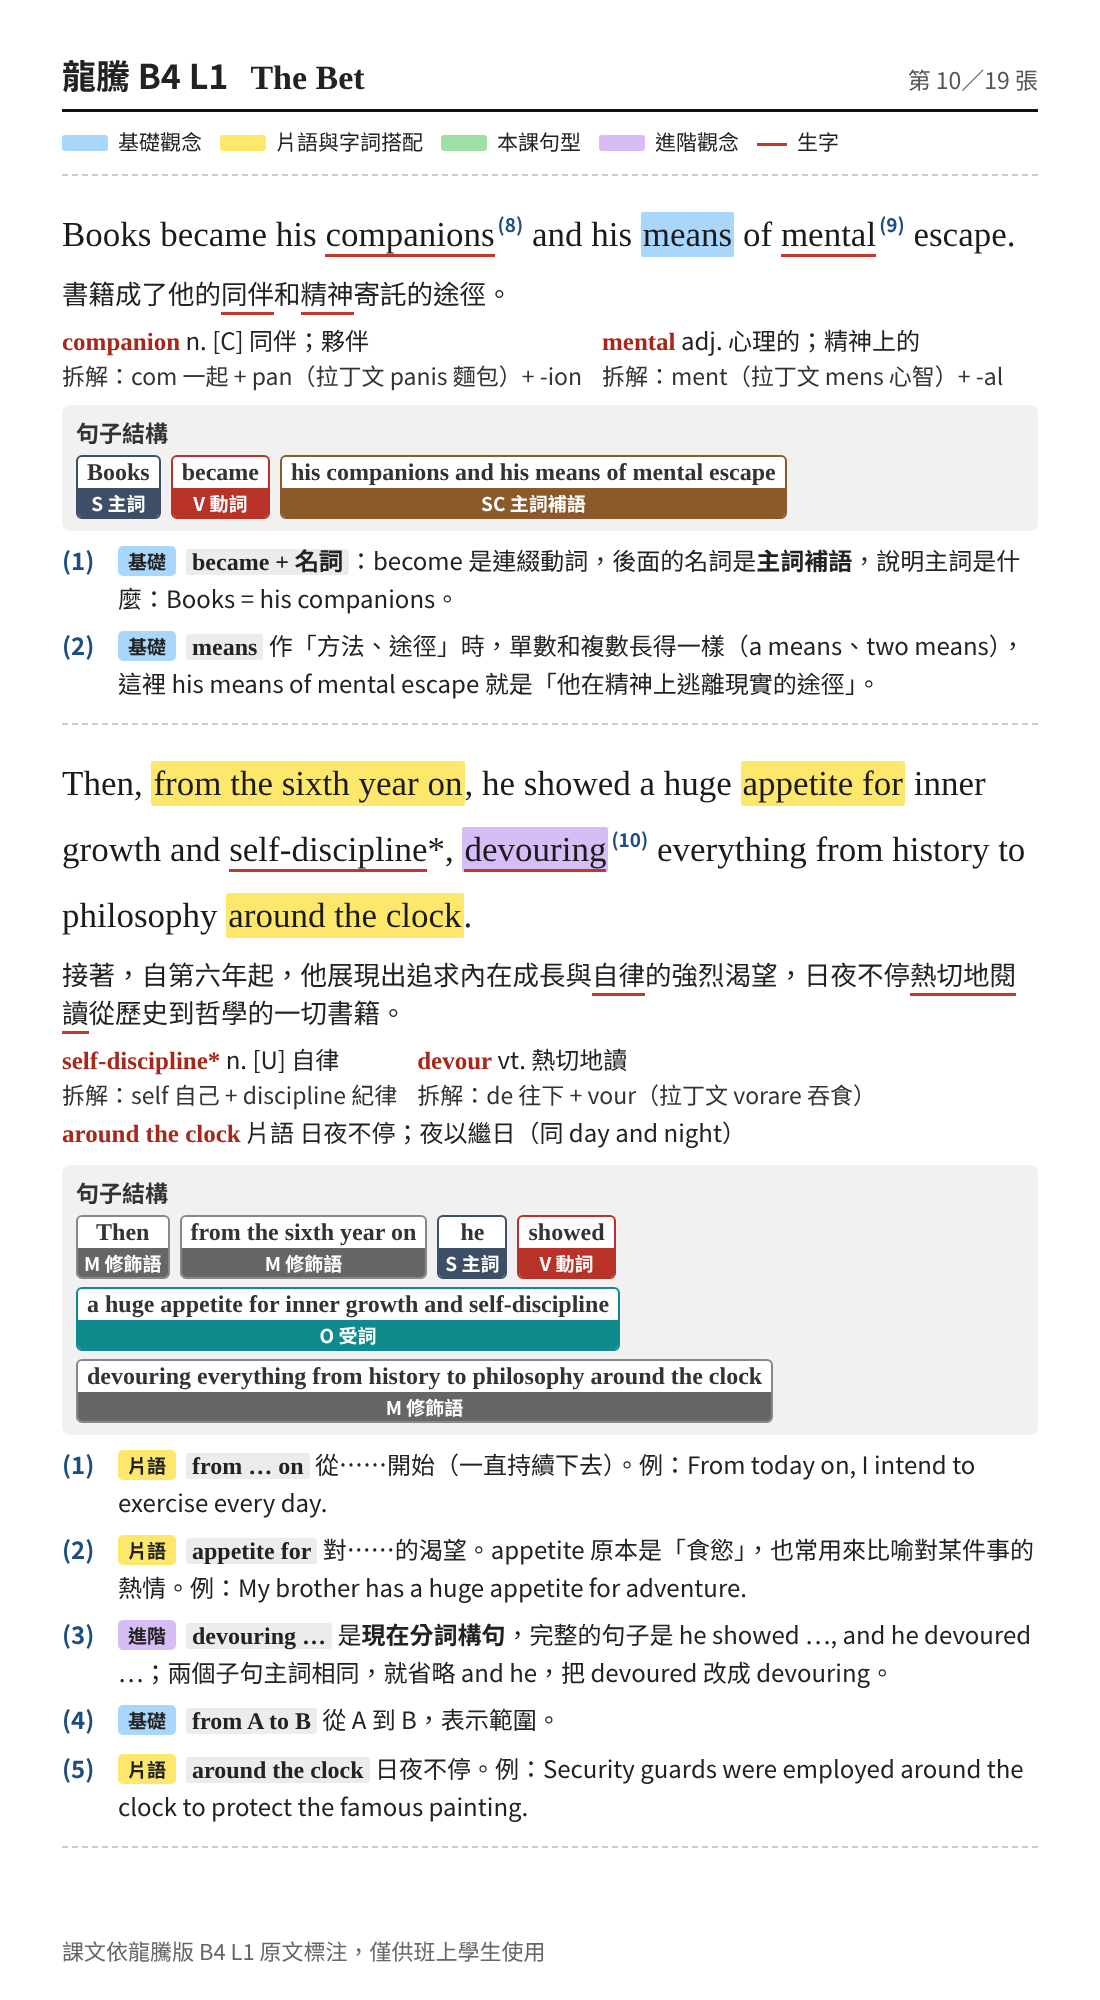 龍騰 B4 L1 The Bet
第 10／19 張
基礎觀念 片語與字詞搭配 本課句型 進階觀念 生字
Books became his companions(8) and his means of mental(9) escape.
書籍成了他的同伴和精神寄託的途徑。
companion n. [C] 同伴；夥伴 mental adj. 心理的；精神上的
拆解：com 一起 + pan（拉丁文 panis 麵包）+ -ion 拆解：ment（拉丁文 mens 心智）+ -al
句子結構
Books became his companions and his means of mental escape
S 主詞 V 動詞 SC 主詞補語
(1) 基礎 became + 名詞：become 是連綴動詞，後面的名詞是主詞補語，說明主詞是什
麼：Books = his companions。
(2) 基礎 means 作「方法、途徑」時，單數和複數長得一樣（a means、two means），
這裡 his means of mental escape 就是「他在精神上逃離現實的途徑」。
Then, from the sixth year on, he showed a huge appetite for inner
growth and self-discipline*, devouring(10) everything from history to
philosophy around the clock.
接著，自第六年起，他展現出追求內在成長與自律的強烈渴望，日夜不停熱切地閱
讀從歷史到哲學的一切書籍。
self-discipline* n. [U] 自律 devour vt. 熱切地讀
拆解：self 自己 + discipline 紀律 拆解：de 往下 + vour（拉丁文 vorare 吞食）
around the clock 片語 日夜不停；夜以繼日（同 day and night）
句子結構
Then from the sixth year on he showed
M 修飾語 M 修飾語 S 主詞 V 動詞
a huge appetite for inner growth and self-discipline
O 受詞
devouring everything from history to philosophy around the clock
M 修飾語
(1) 片語 from … on 從……開始（一直持續下去）。例：From today on, I intend to
exercise every day.
(2) 片語 appetite for 對……的渴望。appetite 原本是「食慾」，也常用來比喻對某件事的
熱情。例：My brother has a huge appetite for adventure.
(3) 進階 devouring … 是現在分詞構句，完整的句子是 he showed …, and he devoured
…；兩個子句主詞相同，就省略 and he，把 devoured 改成 devouring。
(4) 基礎 from A to B 從 A 到 B，表示範圍。
(5) 片語 around the clock 日夜不停。例：Security guards were employed around the
clock to protect the famous painting.
課文依龍騰版 B4 L1 原文標注，僅供班上學生使用